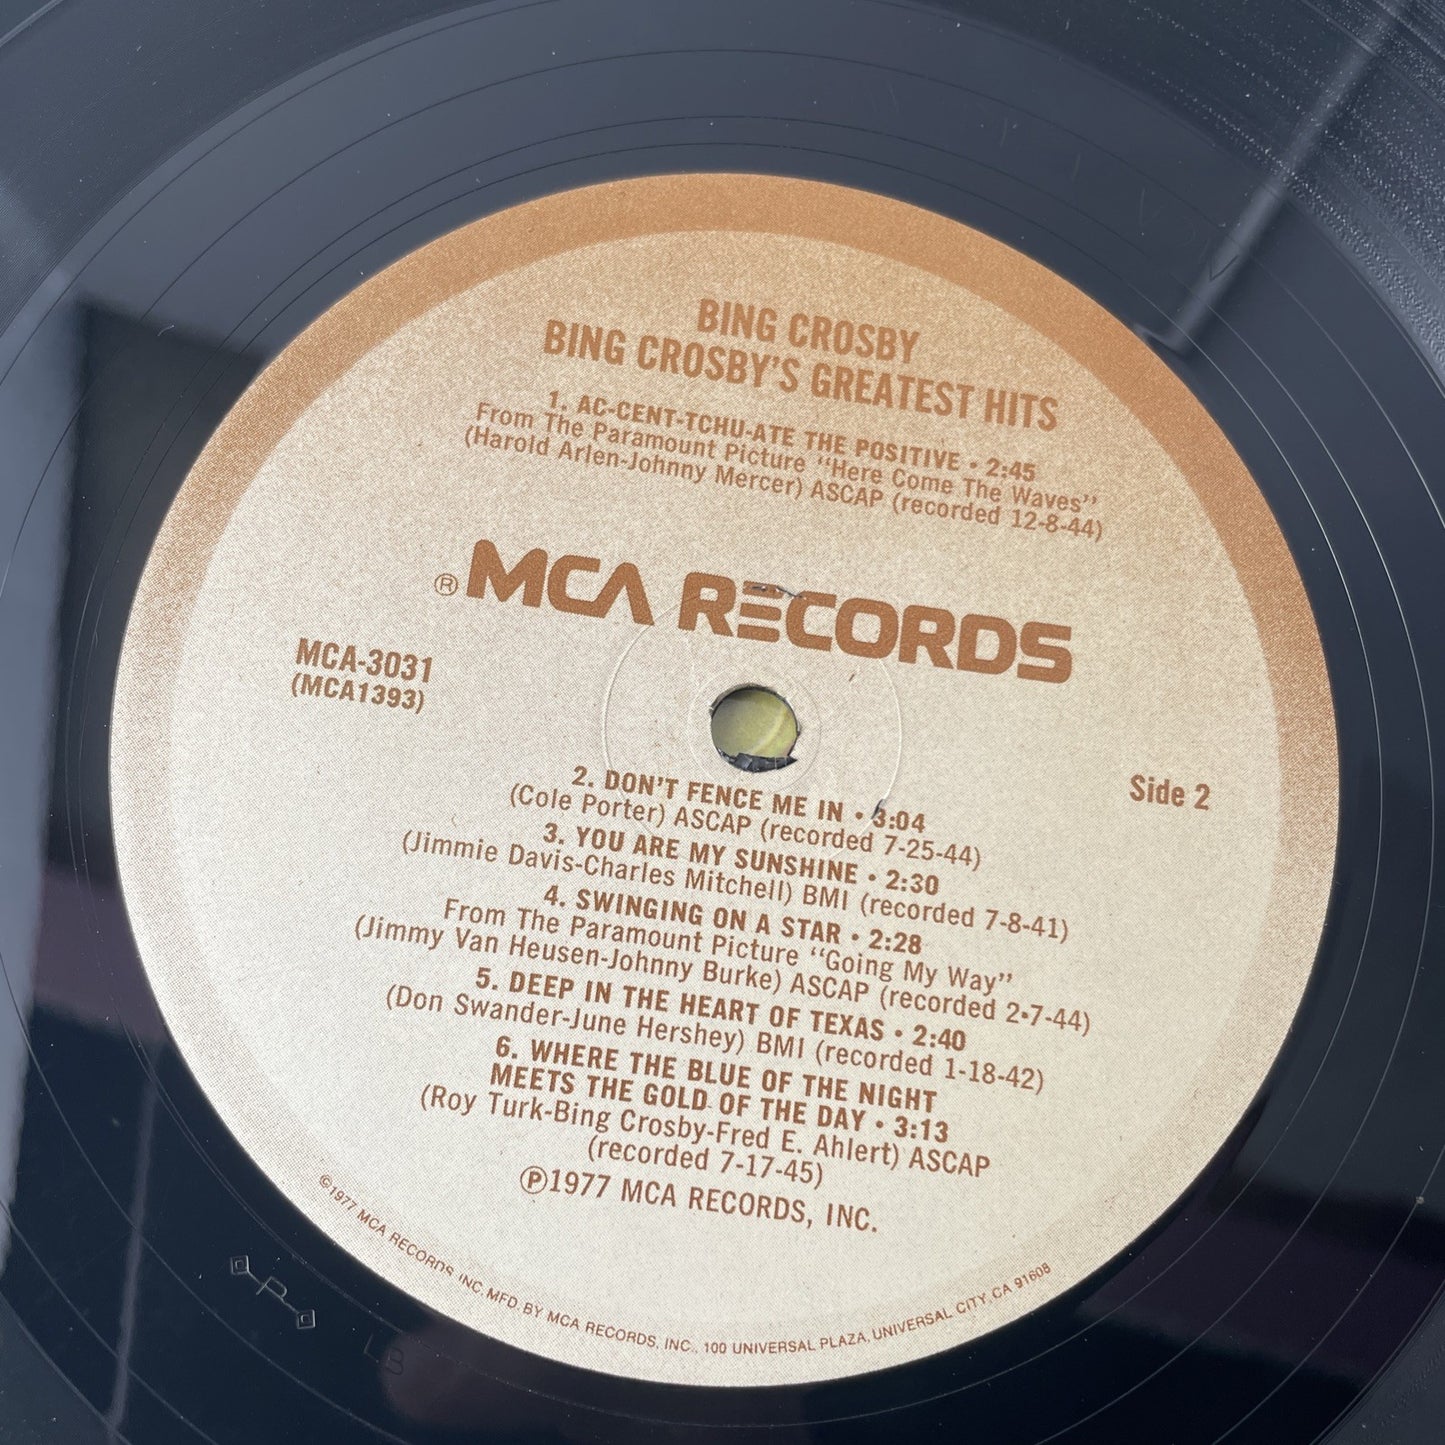 BING CROSBY
BING CROSBY'S GREATEST HITS
1. AC-CENT-TCHU-ATE THE POSITIVE • 2:45
From The Paramount Picture "Here Come The Waves"
(Harold Arlen-Johnny Mercer) ASCAP (recorded 12-8-44)
® MCA RECORDS
MCA-3031
(MCA1393)
Side 2
2. DON'T FENCE ME IN • 3:04
(Cole Porter) ASCAP (recorded 7-25-44)
3. YOU ARE MY SUNSHINE • 2:30
(Jimmie Davis-Charles Mitchell) BMI (recorded 7-8-41)
4. SWINGING ON A STAR • 2:28
From The Paramount Picture "Going My Way"
(Jimmy Van Heusen-Johnny Burke) ASCAP (recorded 2-7-44)
5. DEEP IN THE HEART OF TEXAS • 2:40
(Don Swander-June Hershey) BMI (recorded 1-18-42)
6. WHERE THE BLUE OF THE NIGHT
MEETS THE GOLD OF THE DAY • 3:13
(Roy Turk-Bing Crosby-Fred E. Ahlert) ASCAP
(recorded 7-17-45)
℗1977 MCA RECORDS, INC.
©1977 MCA RECORDS, INC. MFD. BY MCA RECORDS, INC., 100 UNIVERSAL PLAZA, UNIVERSAL CITY, CA 91608